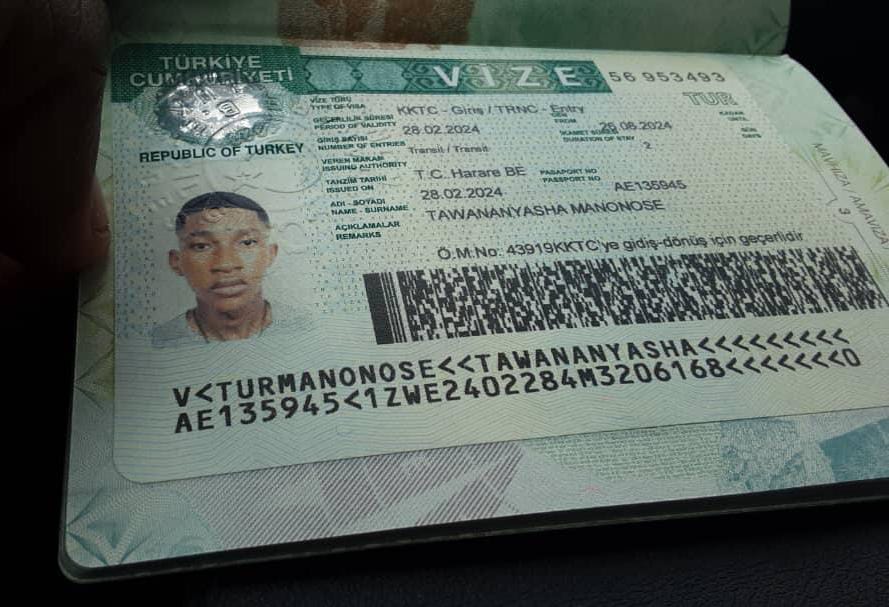 TÜRKİYE
CUMHURİYETİ
VİZE
56 953493
TUR
REPUBLIC OF TURKEY
VİZE TÜRÜ
TYPE OF VISA
KKTC - Giriş / TRNC - Entry
GEÇERLİLİK SÜRESİ
PERIOD OF VALIDITY
28.02.2024
FROM
25.08.2024
KADAR
UNTIL
GİRİŞ SAYISI
NUMBER OF ENTRIES
Transit / Transit
İKAMET SÜRESİ
DURATION OF STAY
2
GÜN
DAYS
VEREN MAKAM
ISSUING AUTHORITY
T.C. Harare BE
PASAPORT NO
PASSPORT NO
AE135945
TANZİM TARİHİ
ISSUED ON
28.02.2024
ADI - SOYADI
NAME - SURNAME
TAWANANYASHA MANONOSE
AÇIKLAMALAR
REMARKS
Ö.M.No: 43919KKTC'ye gidiş-dönüş için geçerlidir
V<TURMANONOSE<<TAWANANYASHA<<<<<<<<<
AE135945<1ZWE2402284M3206168<<<<<<<0
3